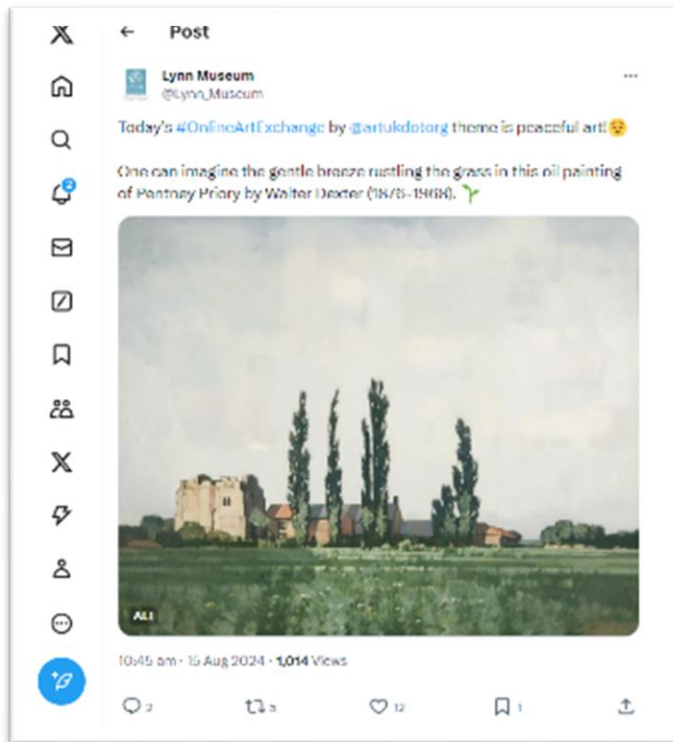 Post
Lynn Museum
@Lynn_Museum
Today's #OnlineArtExchange by @artukdotorg theme is peaceful art!
One can imagine the gentle breeze rustling the grass in this oil painting
of Pentney Priory by Walter Dexter (1876-1958).
ALT
10:45 am · 15 Aug 2024 · 1,014 Views
2
5
12
1
2